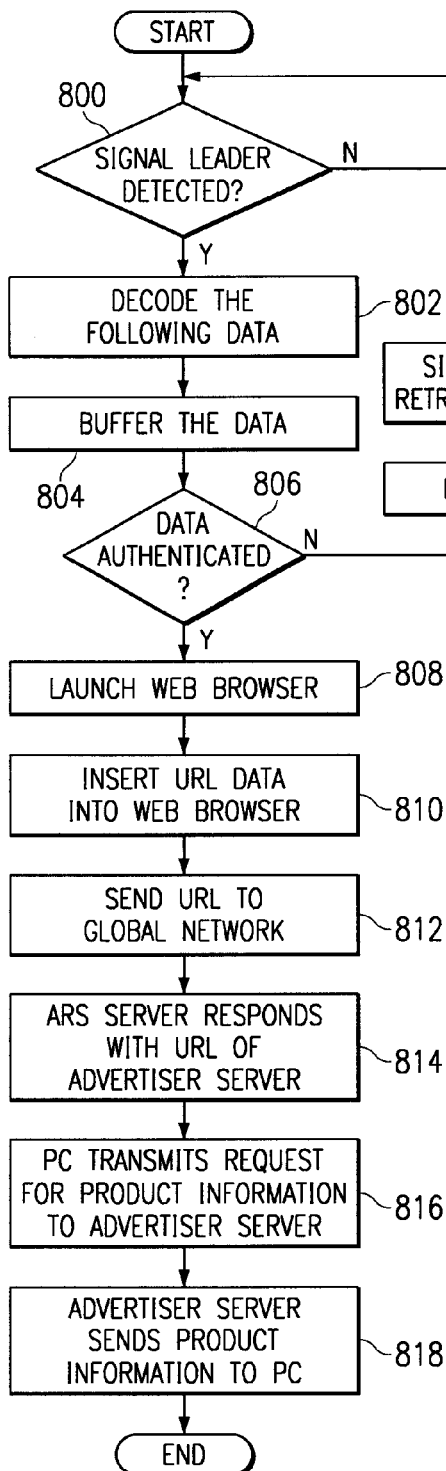 START
800
SIGNAL LEADER
DETECTED?
N
Y
DECODE THE
FOLLOWING DATA
802
BUFFER THE DATA
804
806
DATA
AUTHENTICATED
?
N
Y
LAUNCH WEB BROWSER
808
INSERT URL DATA
INTO WEB BROWSER
810
SEND URL TO
GLOBAL NETWORK
812
ARS SERVER RESPONDS
WITH URL OF
ADVERTISER SERVER
814
PC TRANSMITS REQUEST
FOR PRODUCT INFORMATION
TO ADVERTISER SERVER
816
ADVERTISER SERVER
SENDS PRODUCT
INFORMATION TO PC
818
END